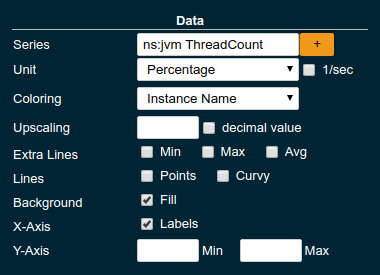 Data
Series ns:jvm ThreadCount +
Unit Percentage 1/sec
Coloring Instance Name
Upscaling decimal value
Extra Lines Min Max Avg
Lines Points Curvy
Background Fill
X-Axis Labels
Y-Axis Min Max